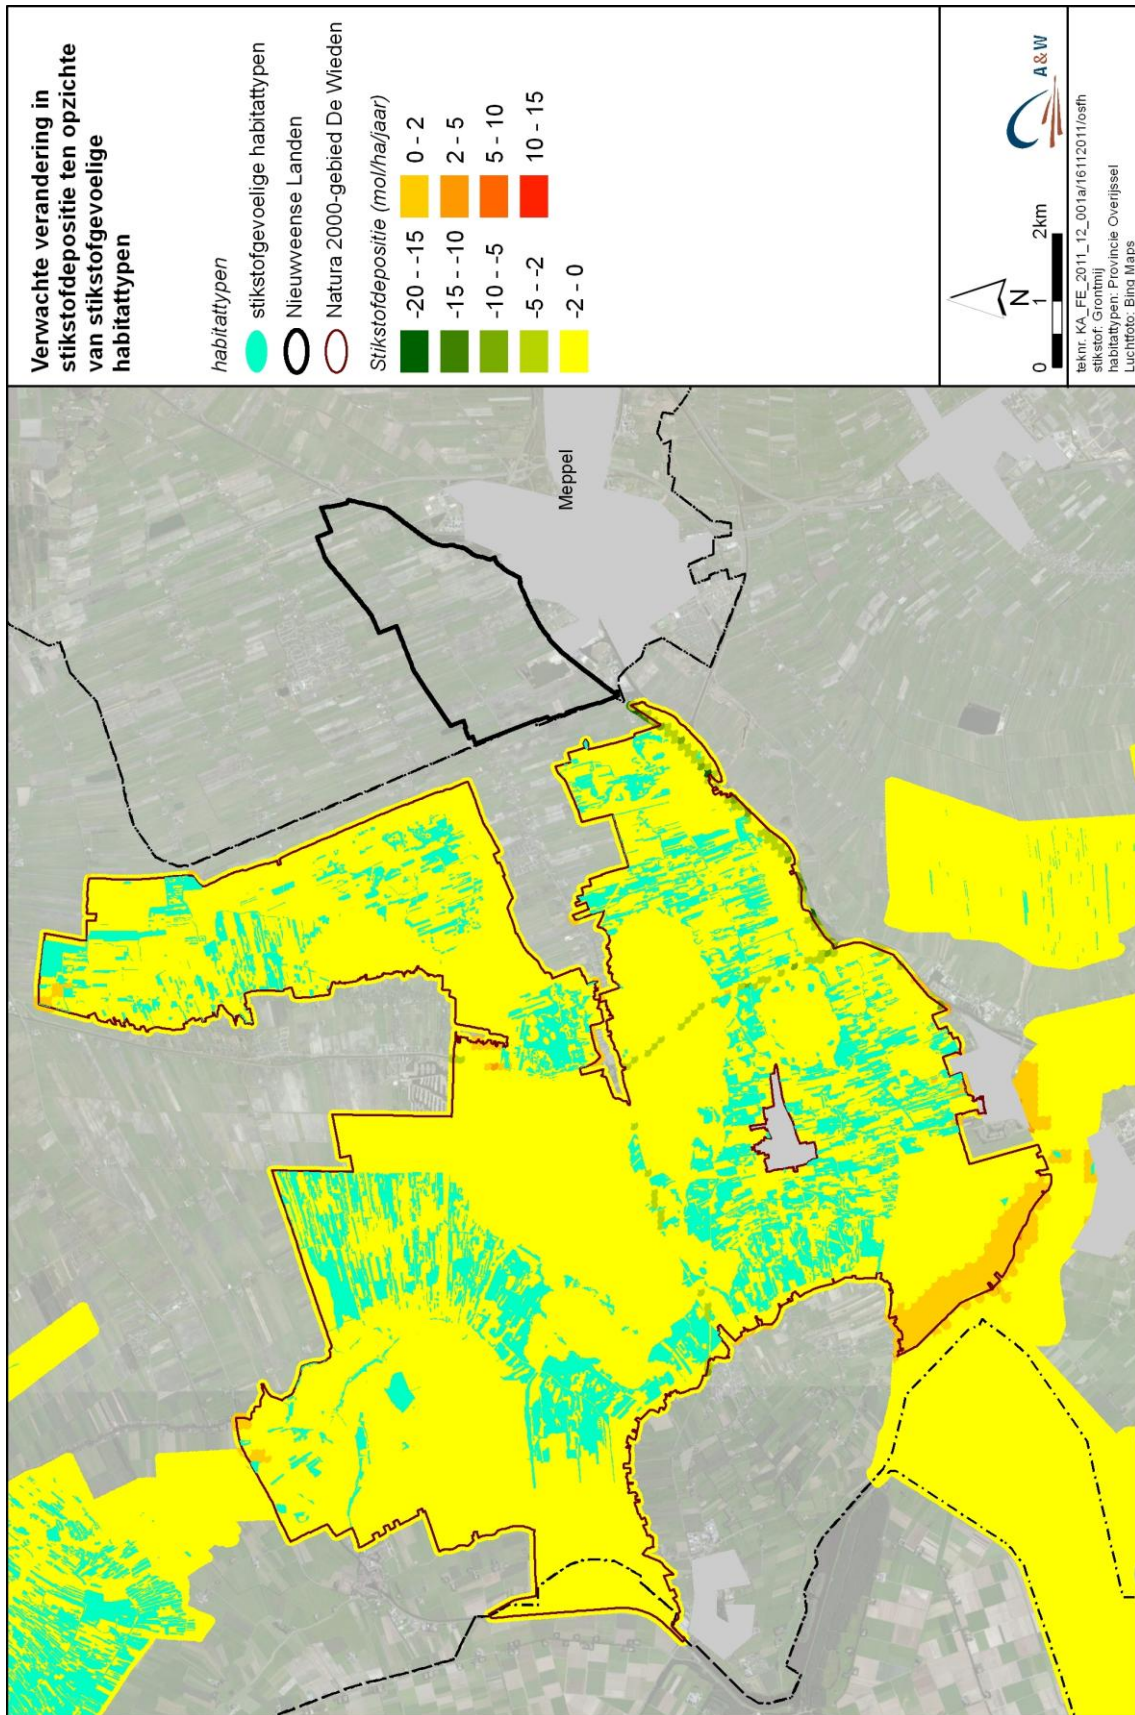 Verwachte verandering in
stikstofdepositie ten opzichte
van stikstofgevoelige
habitattypen
habitattypen
stikstofgevoelige habitattypen
Nieuwveense Landen
Natura 2000-gebied De Wieden
Stikstofdepositie (mol/ha/jaar)
-20 - -15
0 - 2
-15 - -10
2 - 5
-10 - -5
5 - 10
-5 - -2
10 - 15
-2 - 0
Meppel
N
0 1 2km
A&W
teknr. KA_FE_2011_12_001a/16112011/osfh
stikstof: Grontmij
habitattypen: Provincie Overijssel
Luchtfoto: Bing Maps